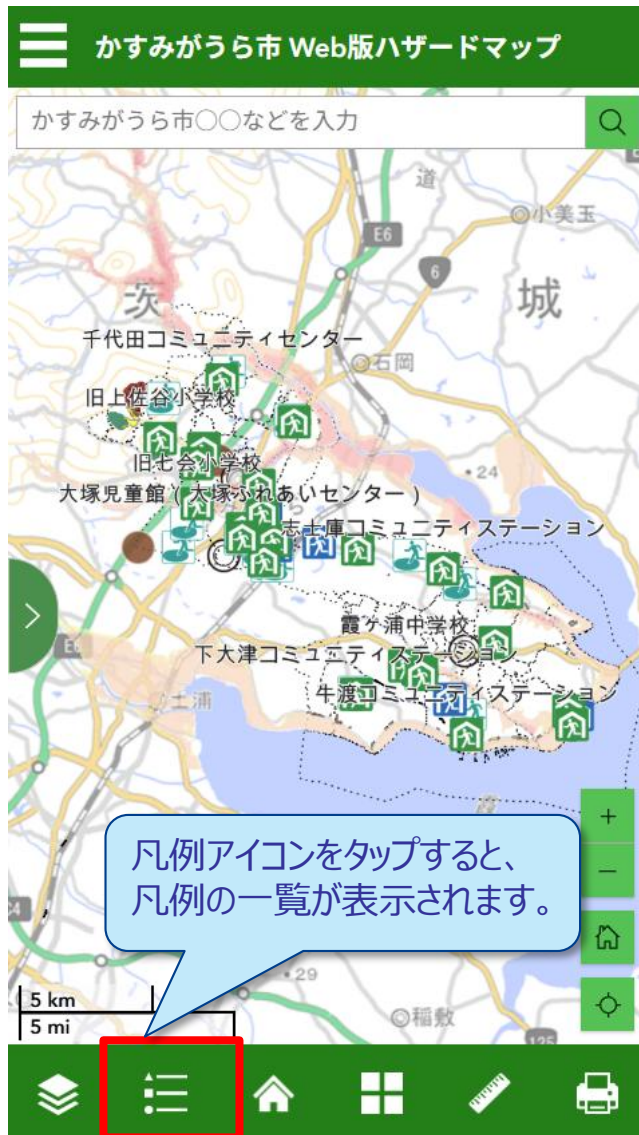 かすみがうら市 Web版ハザードマップ
かすみがうら市○○などを入力
道
小美玉
E6
6
茨
城
千代田コミュニティセンター
石岡
旧上佐谷小学校
旧七会小学校
・24
大塚児童館(大塚ふれあいセンター)
志士庫コミュニティステーション
霞ヶ浦中学校
下大津コミュニティステーション
土浦
牛渡コミュニティステーション
凡例アイコンをタップすると、
凡例の一覧が表示されます。
5 km
5 mi
・29
稲敷
125